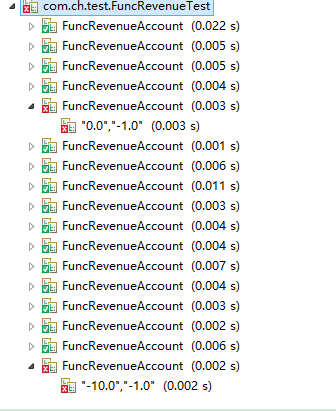 com.ch.test.FuncRevenueTest
FuncRevenueAccount (0.022 s)
FuncRevenueAccount (0.005 s)
FuncRevenueAccount (0.005 s)
FuncRevenueAccount (0.004 s)
FuncRevenueAccount (0.003 s)
"0.0","-1.0" (0.003 s)
FuncRevenueAccount (0.001 s)
FuncRevenueAccount (0.006 s)
FuncRevenueAccount (0.011 s)
FuncRevenueAccount (0.003 s)
FuncRevenueAccount (0.004 s)
FuncRevenueAccount (0.004 s)
FuncRevenueAccount (0.007 s)
FuncRevenueAccount (0.004 s)
FuncRevenueAccount (0.003 s)
FuncRevenueAccount (0.002 s)
FuncRevenueAccount (0.006 s)
FuncRevenueAccount (0.002 s)
"-10.0","-1.0" (0.002 s)